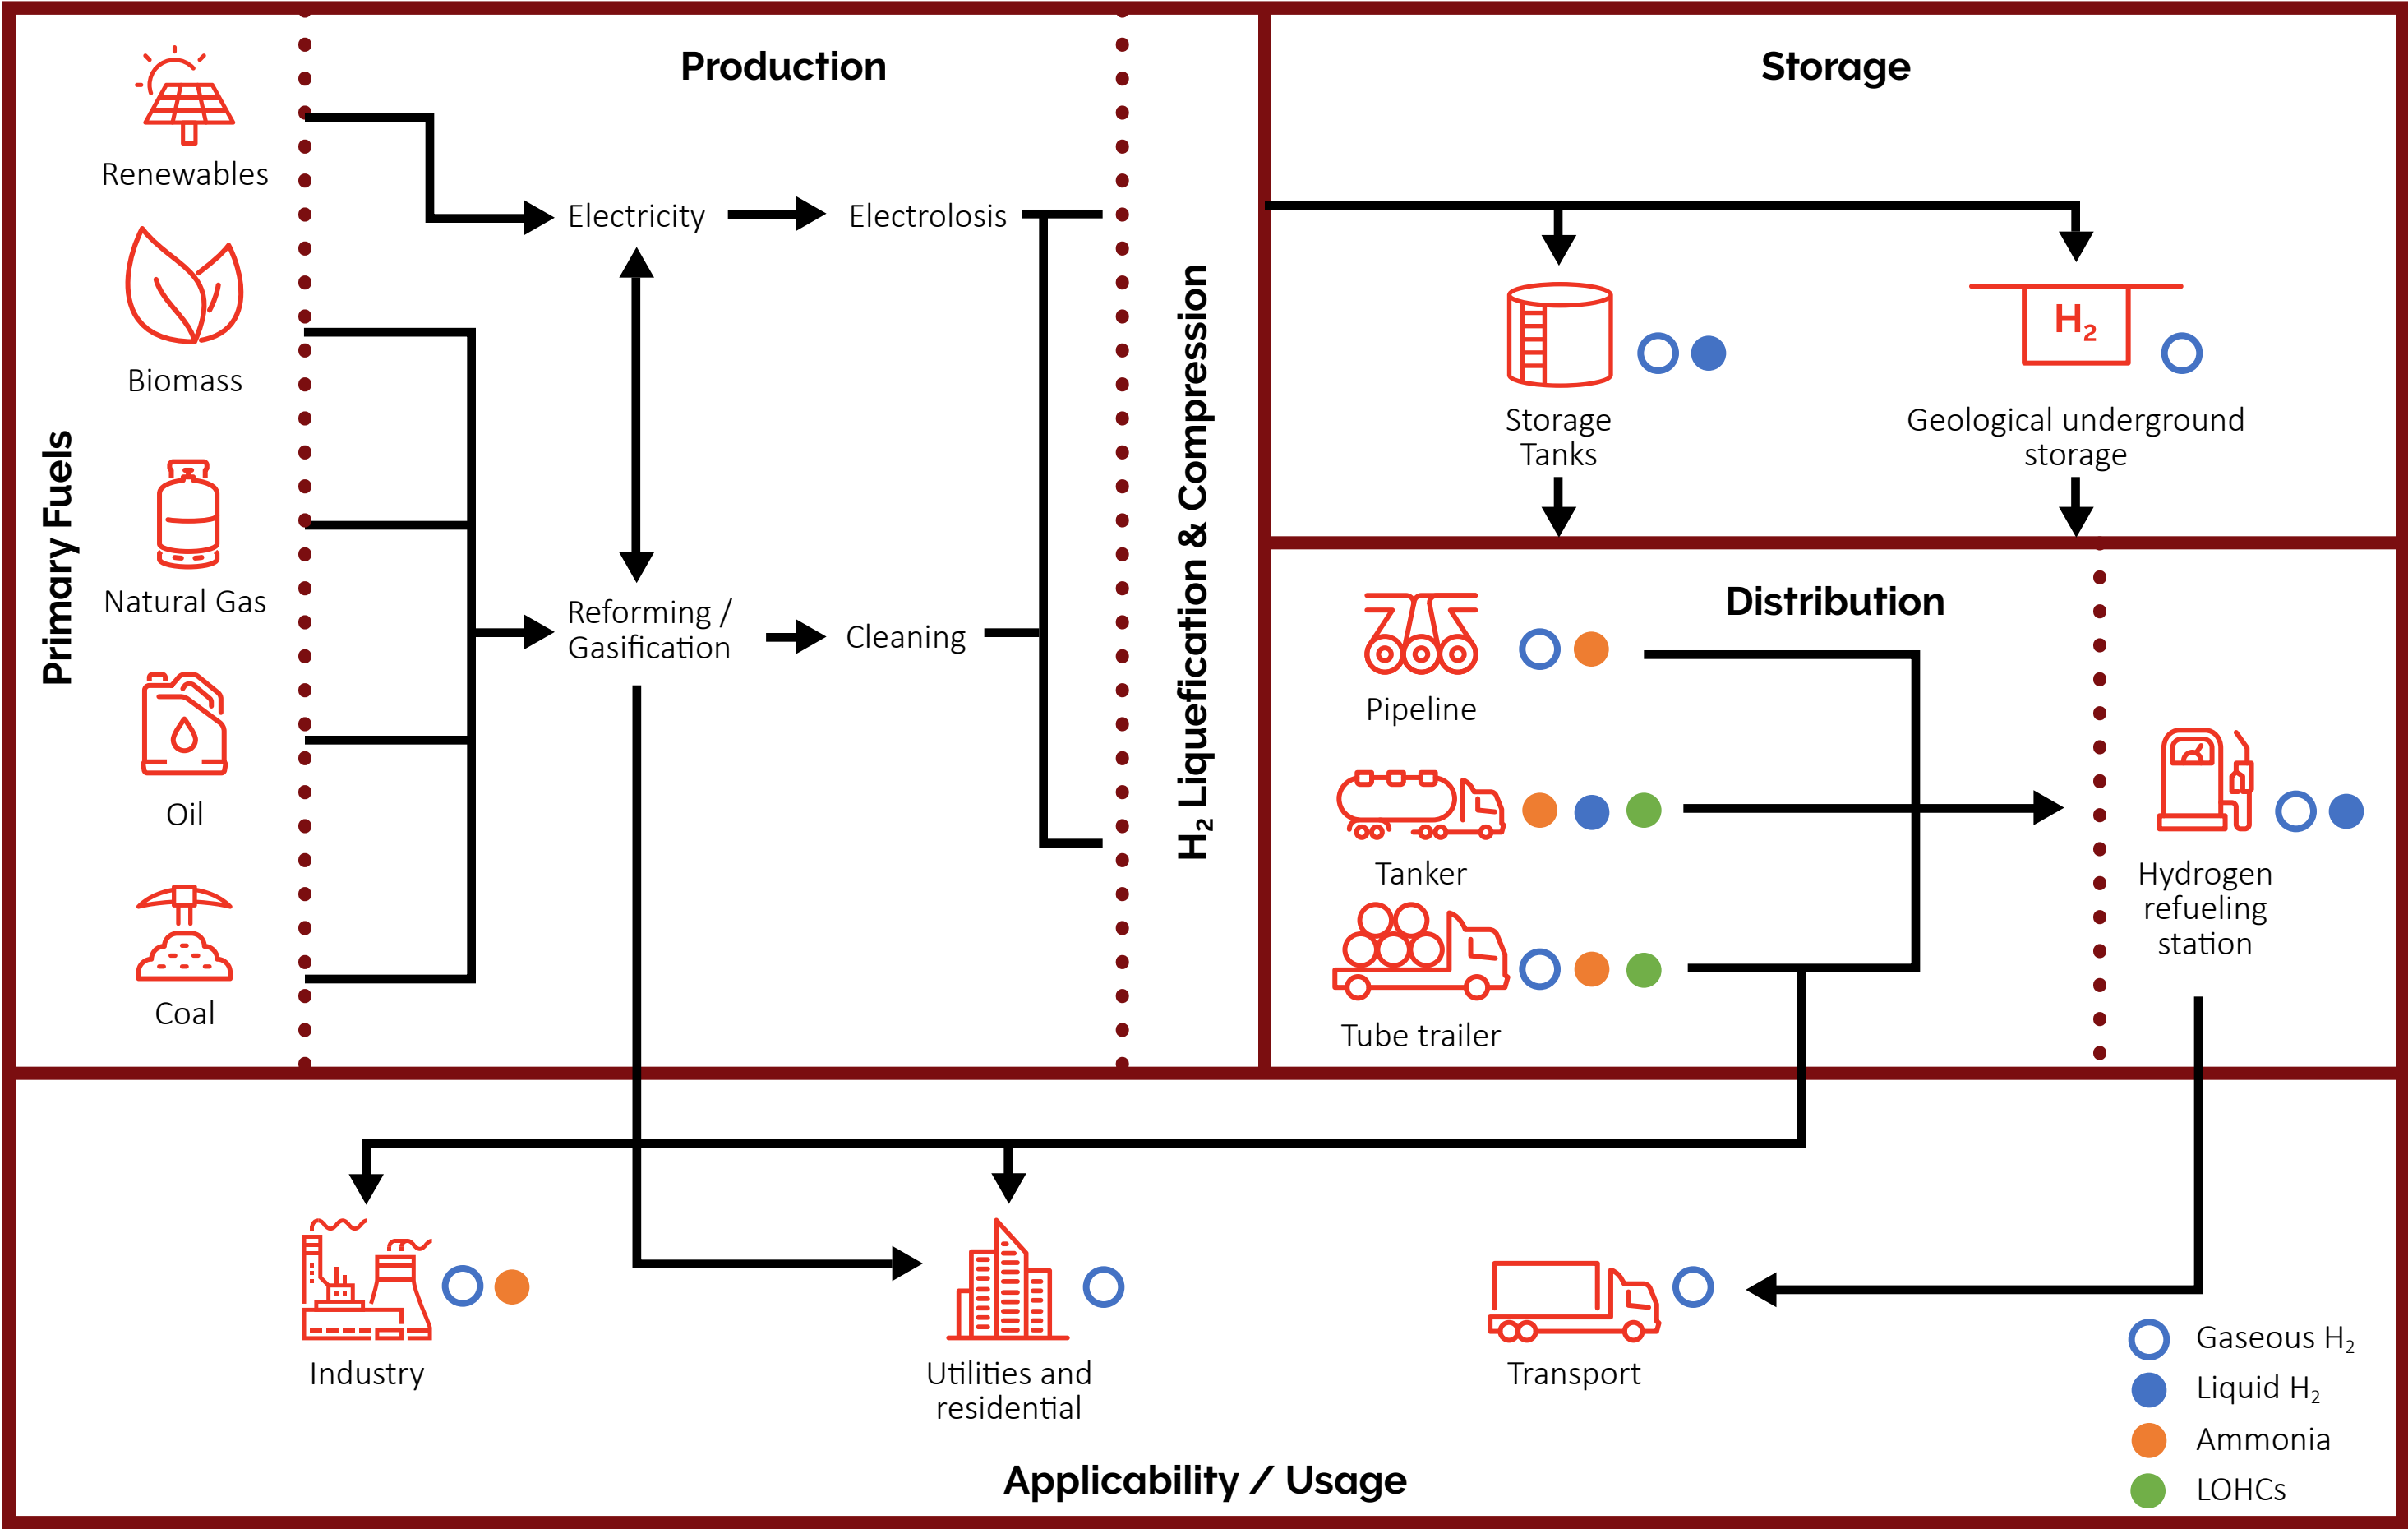 Primary Fuels
Renewables
Biomass
Natural Gas
Oil
Coal
Production
Electricity
Electrolosis
Reforming /
Gasification
Cleaning
H₂ Liquefication & Compression
Storage
Storage
Tanks
H₂
Geological underground
storage
Distribution
Pipeline
Tanker
Tube trailer
Hydrogen
refueling
station
Industry
Utilities and
residential
Transport
Gaseous H₂
Liquid H₂
Ammonia
LOHCs
Applicability / Usage